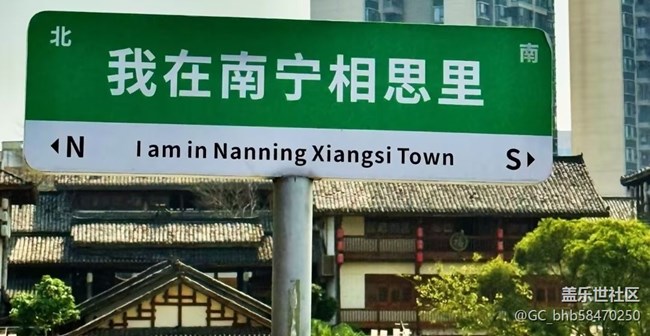 北 南
我在南宁相思里
N I am in Nanning Xiangsi Town S
盖乐世社区
@GC_bhb58470250